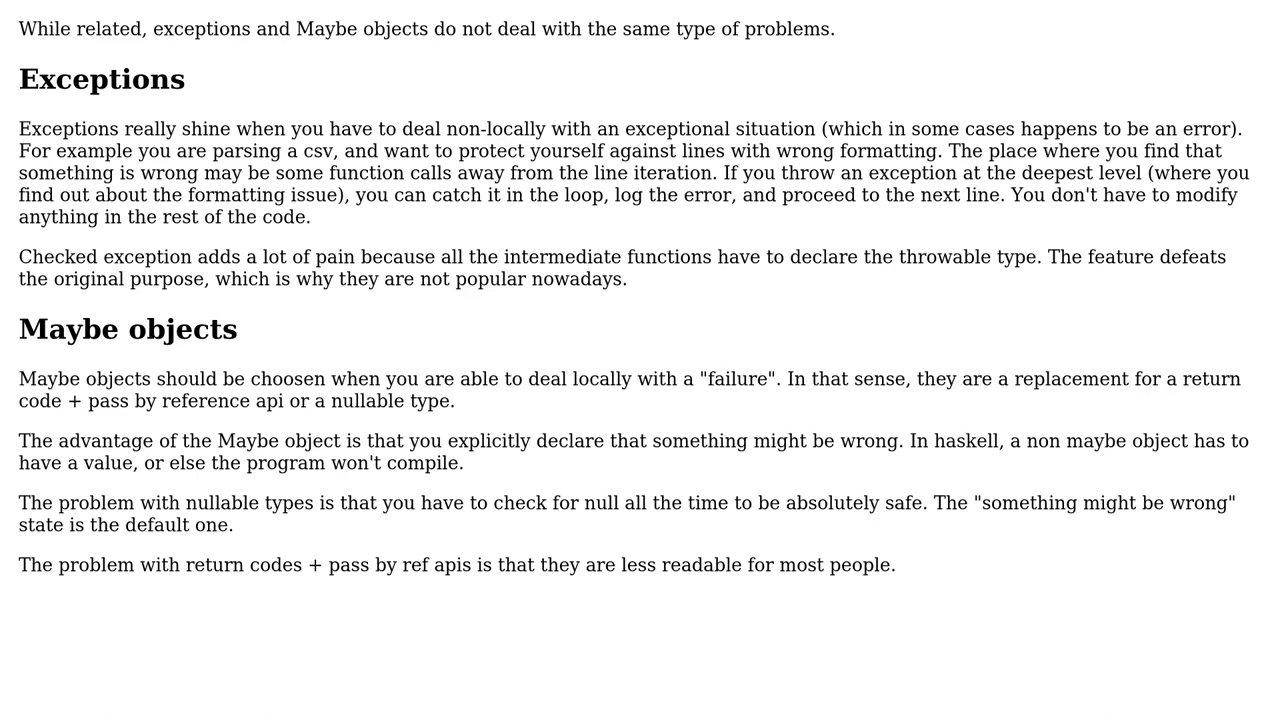 While related, exceptions and Maybe objects do not deal with the same type of problems.
Exceptions
Exceptions really shine when you have to deal non-locally with an exceptional situation (which in some cases happens to be an error).
For example you are parsing a csv, and want to protect yourself against lines with wrong formatting. The place where you find that
something is wrong may be some function calls away from the line iteration. If you throw an exception at the deepest level (where you
find out about the formatting issue), you can catch it in the loop, log the error, and proceed to the next line. You don't have to modify
anything in the rest of the code.
Checked exception adds a lot of pain because all the intermediate functions have to declare the throwable type. The feature defeats
the original purpose, which is why they are not popular nowadays.
Maybe objects
Maybe objects should be choosen when you are able to deal locally with a "failure". In that sense, they are a replacement for a return
code + pass by reference api or a nullable type.
The advantage of the Maybe object is that you explicitly declare that something might be wrong. In haskell, a non maybe object has to
have a value, or else the program won't compile.
The problem with nullable types is that you have to check for null all the time to be absolutely safe. The "something might be wrong"
state is the default one.
The problem with return codes + pass by ref apis is that they are less readable for most people.